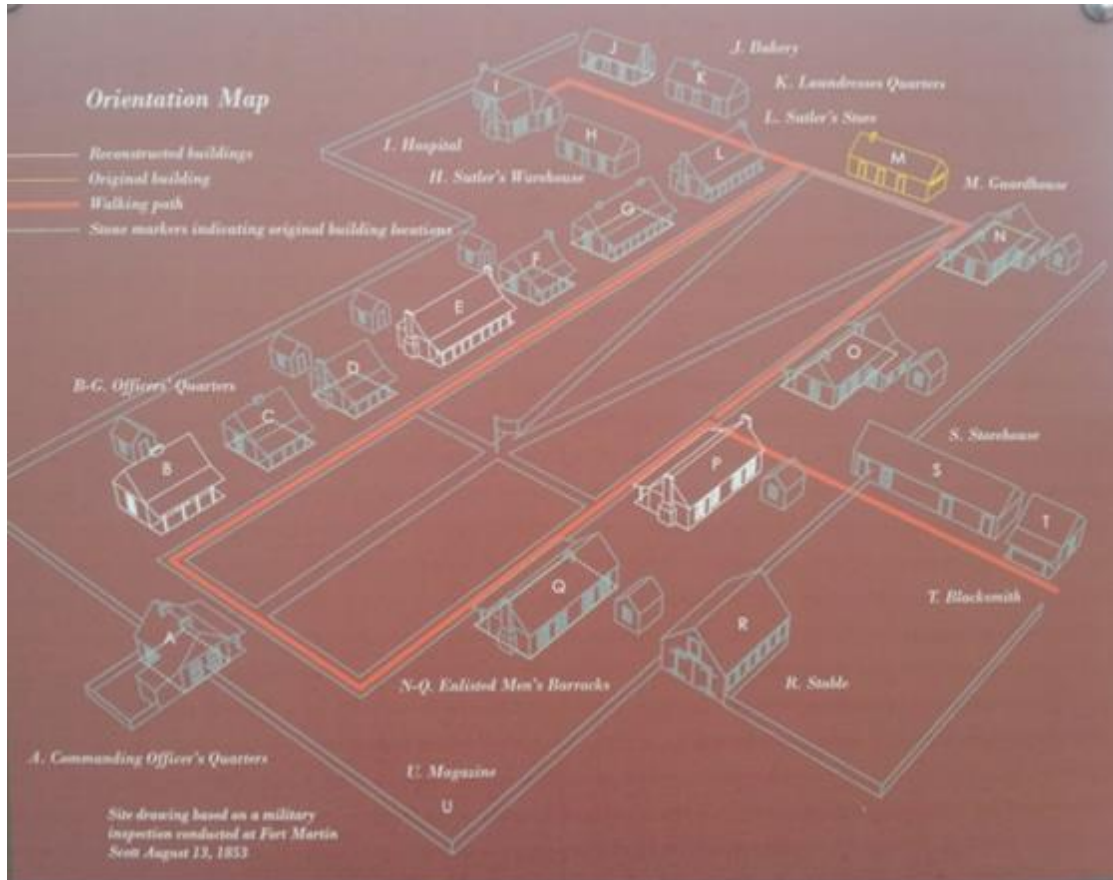 J. Bakery
Orientation Map
K. Laundresses Quarters
L. Sutler's Store
I. Hospital
Reconstructed buildings
Original building
H. Sutler's Warehouse
M. Guardhouse
Walking path
Stone markers indicating original building locations
B-G. Officers' Quarters
S. Storehouse
T. Blacksmith
N-Q. Enlisted Men's Barracks
R. Stable
A. Commanding Officer's Quarters
U. Magazine
Site drawing based on a military
inspection conducted at Fort Martin
Scott August 13, 1853
J
K
I
H
L
M
G
N
F
E
O
D
C
B
P
S
T
Q
R
A
U